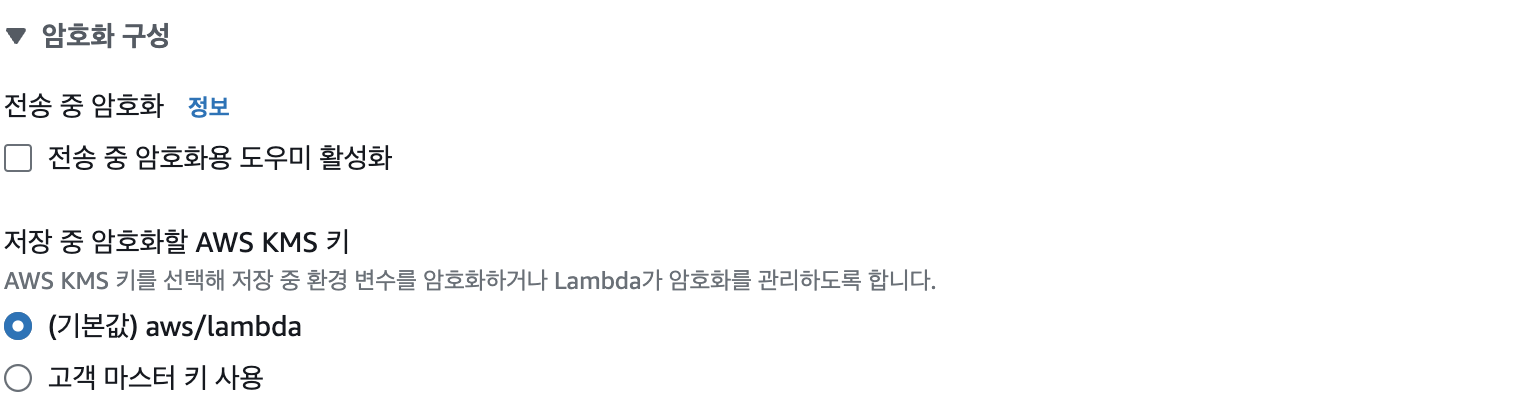 ▼ 암호화 구성
전송 중 암호화 정보
전송 중 암호화용 도우미 활성화
저장 중 암호화할 AWS KMS 키
AWS KMS 키를 선택해 저장 중 환경 변수를 암호화하거나 Lambda가 암호화를 관리하도록 합니다.
(기본값) aws/lambda
고객 마스터 키 사용